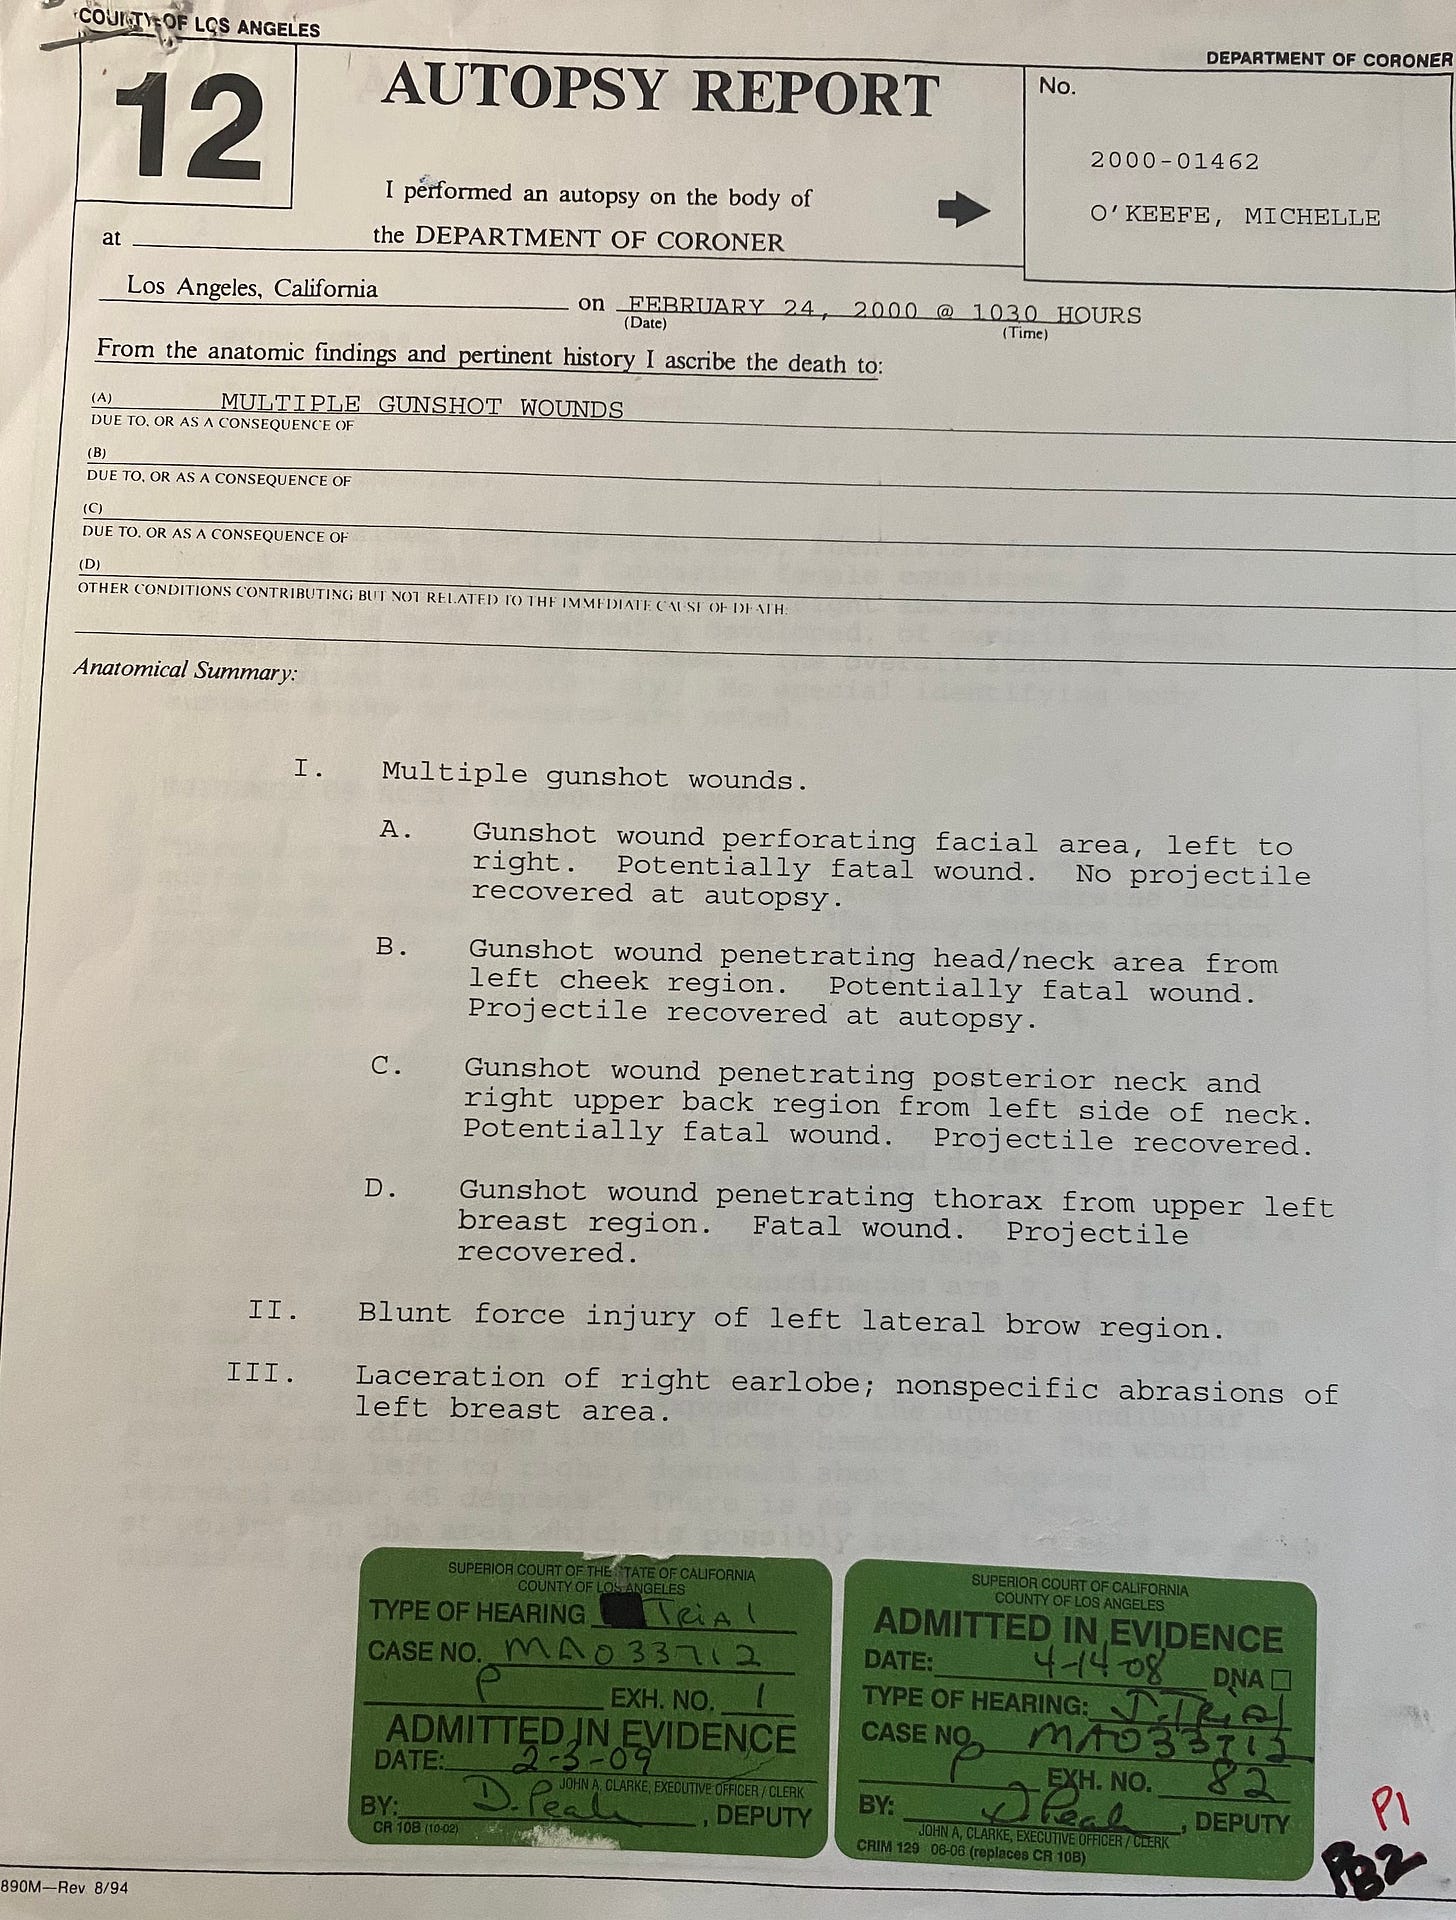 COUNTY OF LOS ANGELES
DEPARTMENT OF CORONER
12
AUTOPSY REPORT
No.
2000-01462
O'KEEFE, MICHELLE
I performed an autopsy on the body of
at the DEPARTMENT OF CORONER
Los Angeles, California on FEBRUARY 24, 2000 @ 1030 HOURS
(Date) (Time)
From the anatomic findings and pertinent history I ascribe the death to:
(A) MULTIPLE GUNSHOT WOUNDS
DUE TO, OR AS A CONSEQUENCE OF
(B)
DUE TO, OR AS A CONSEQUENCE OF
(C)
DUE TO, OR AS A CONSEQUENCE OF
(D)
OTHER CONDITIONS CONTRIBUTING BUT NOT RELATED TO THE IMMEDIATE CAUSE OF DEATH:
Anatomical Summary:
I. Multiple gunshot wounds.
A. Gunshot wound perforating facial area, left to
right. Potentially fatal wound. No projectile
recovered at autopsy.
B. Gunshot wound penetrating head/neck area from
left cheek region. Potentially fatal wound.
Projectile recovered at autopsy.
C. Gunshot wound penetrating posterior neck and
right upper back region from left side of neck.
Potentially fatal wound. Projectile recovered.
D. Gunshot wound penetrating thorax from upper left
breast region. Fatal wound. Projectile
recovered.
II. Blunt force injury of left lateral brow region.
III. Laceration of right earlobe; nonspecific abrasions of
left breast area.
SUPERIOR COURT OF THE STATE OF CALIFORNIA
COUNTY OF LOS ANGELES
TYPE OF HEARING TRIAl
CASE NO. MA033712
P EXH. NO. 1
ADMITTED IN EVIDENCE
DATE: 2-3-09
JOHN A. CLARKE, EXECUTIVE OFFICER / CLERK
BY: D. Peale, DEPUTY
CR 10B (10-02)
SUPERIOR COURT OF CALIFORNIA
COUNTY OF LOS ANGELES
ADMITTED IN EVIDENCE
DATE: 4-14-08 DNA
TYPE OF HEARING: J. TRIAl
CASE NO. MA033712
P EXH. NO. 82
BY: D Peale, DEPUTY
JOHN A, CLARKE, EXECUTIVE OFFICER / CLERK
CRIM 129 06-06 (replaces CR 10B)
P1
P82
890M—Rev 8/94